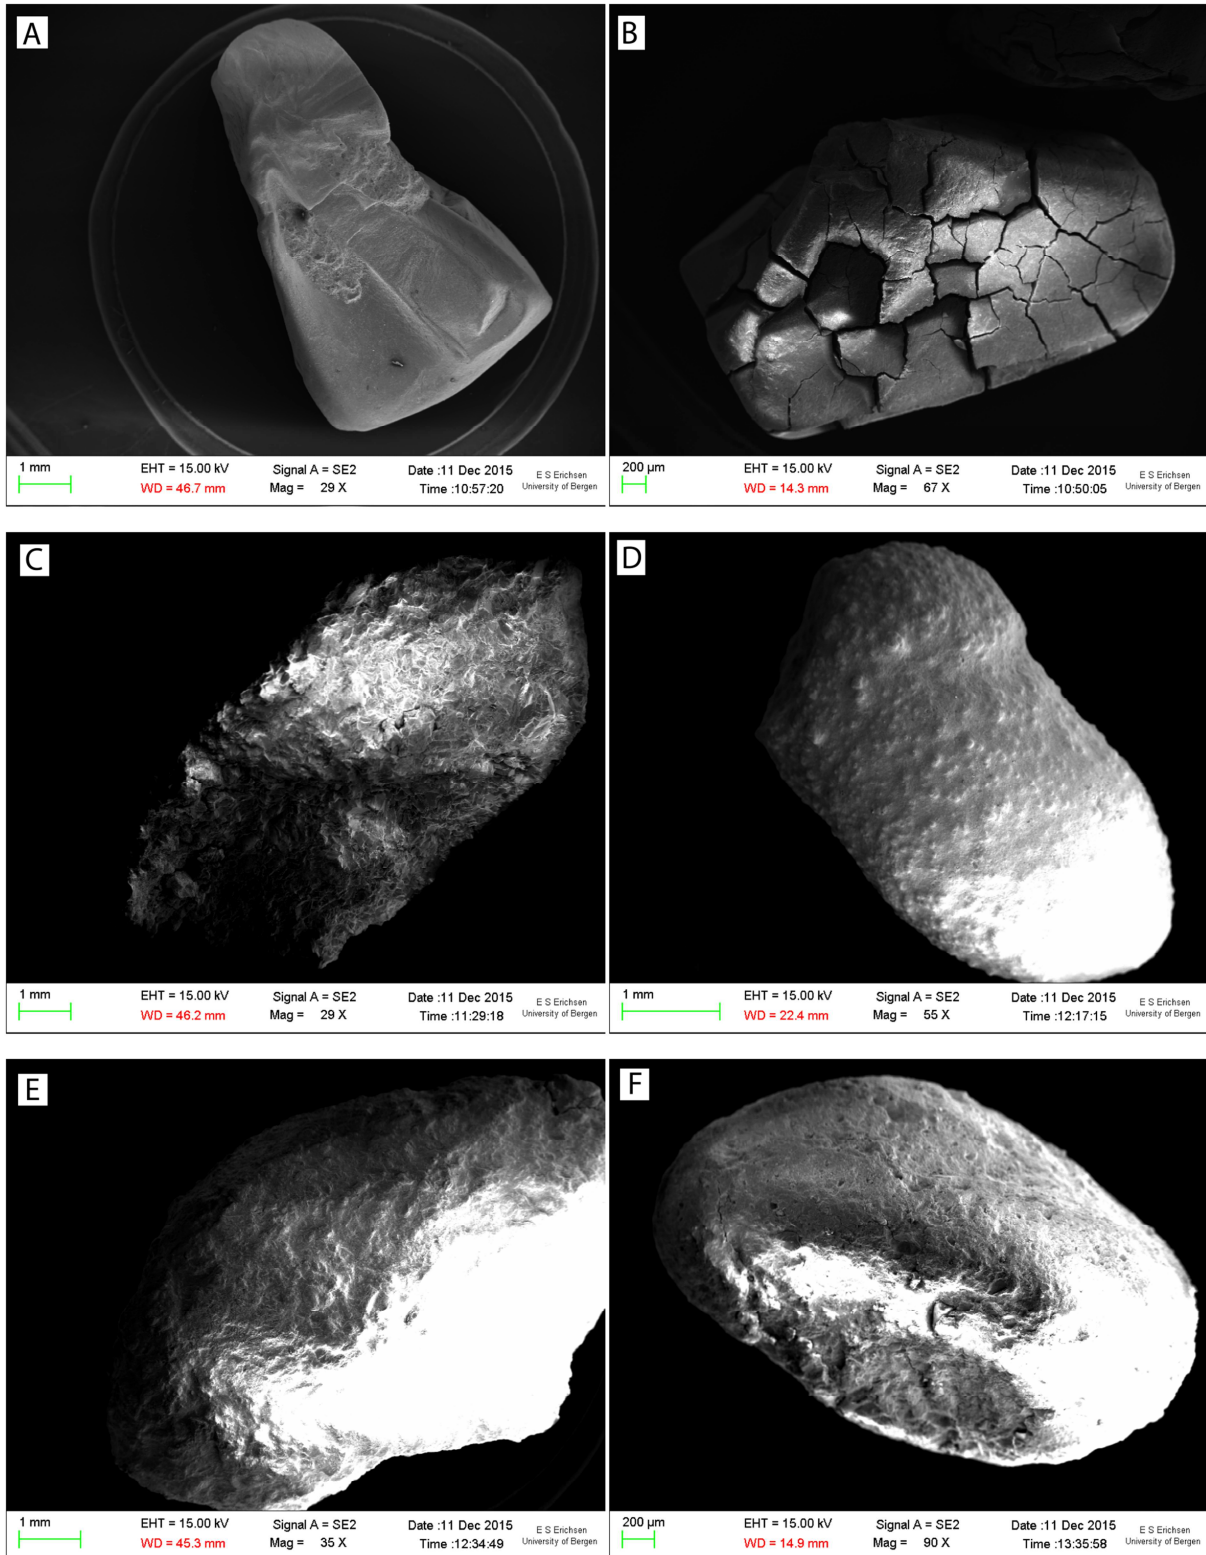 A
1 mm EHT = 15.00 kV Signal A = SE2 Date :11 Dec 2015 E S Erichsen
WD = 46.7 mm Mag = 29 X Time :10:57:20 University of Bergen
B
200 µm EHT = 15.00 kV Signal A = SE2 Date :11 Dec 2015 E S Erichsen
WD = 14.3 mm Mag = 67 X Time :10:50:05 University of Bergen
C
1 mm EHT = 15.00 kV Signal A = SE2 Date :11 Dec 2015 E S Erichsen
WD = 46.2 mm Mag = 29 X Time :11:29:18 University of Bergen
D
1 mm EHT = 15.00 kV Signal A = SE2 Date :11 Dec 2015 E S Erichsen
WD = 22.4 mm Mag = 55 X Time :12:17:15 University of Bergen
E
1 mm EHT = 15.00 kV Signal A = SE2 Date :11 Dec 2015 E S Erichsen
WD = 45.3 mm Mag = 35 X Time :12:34:49 University of Bergen
F
200 µm EHT = 15.00 kV Signal A = SE2 Date :11 Dec 2015 E S Erichsen
WD = 14.9 mm Mag = 90 X Time :13:35:58 University of Bergen